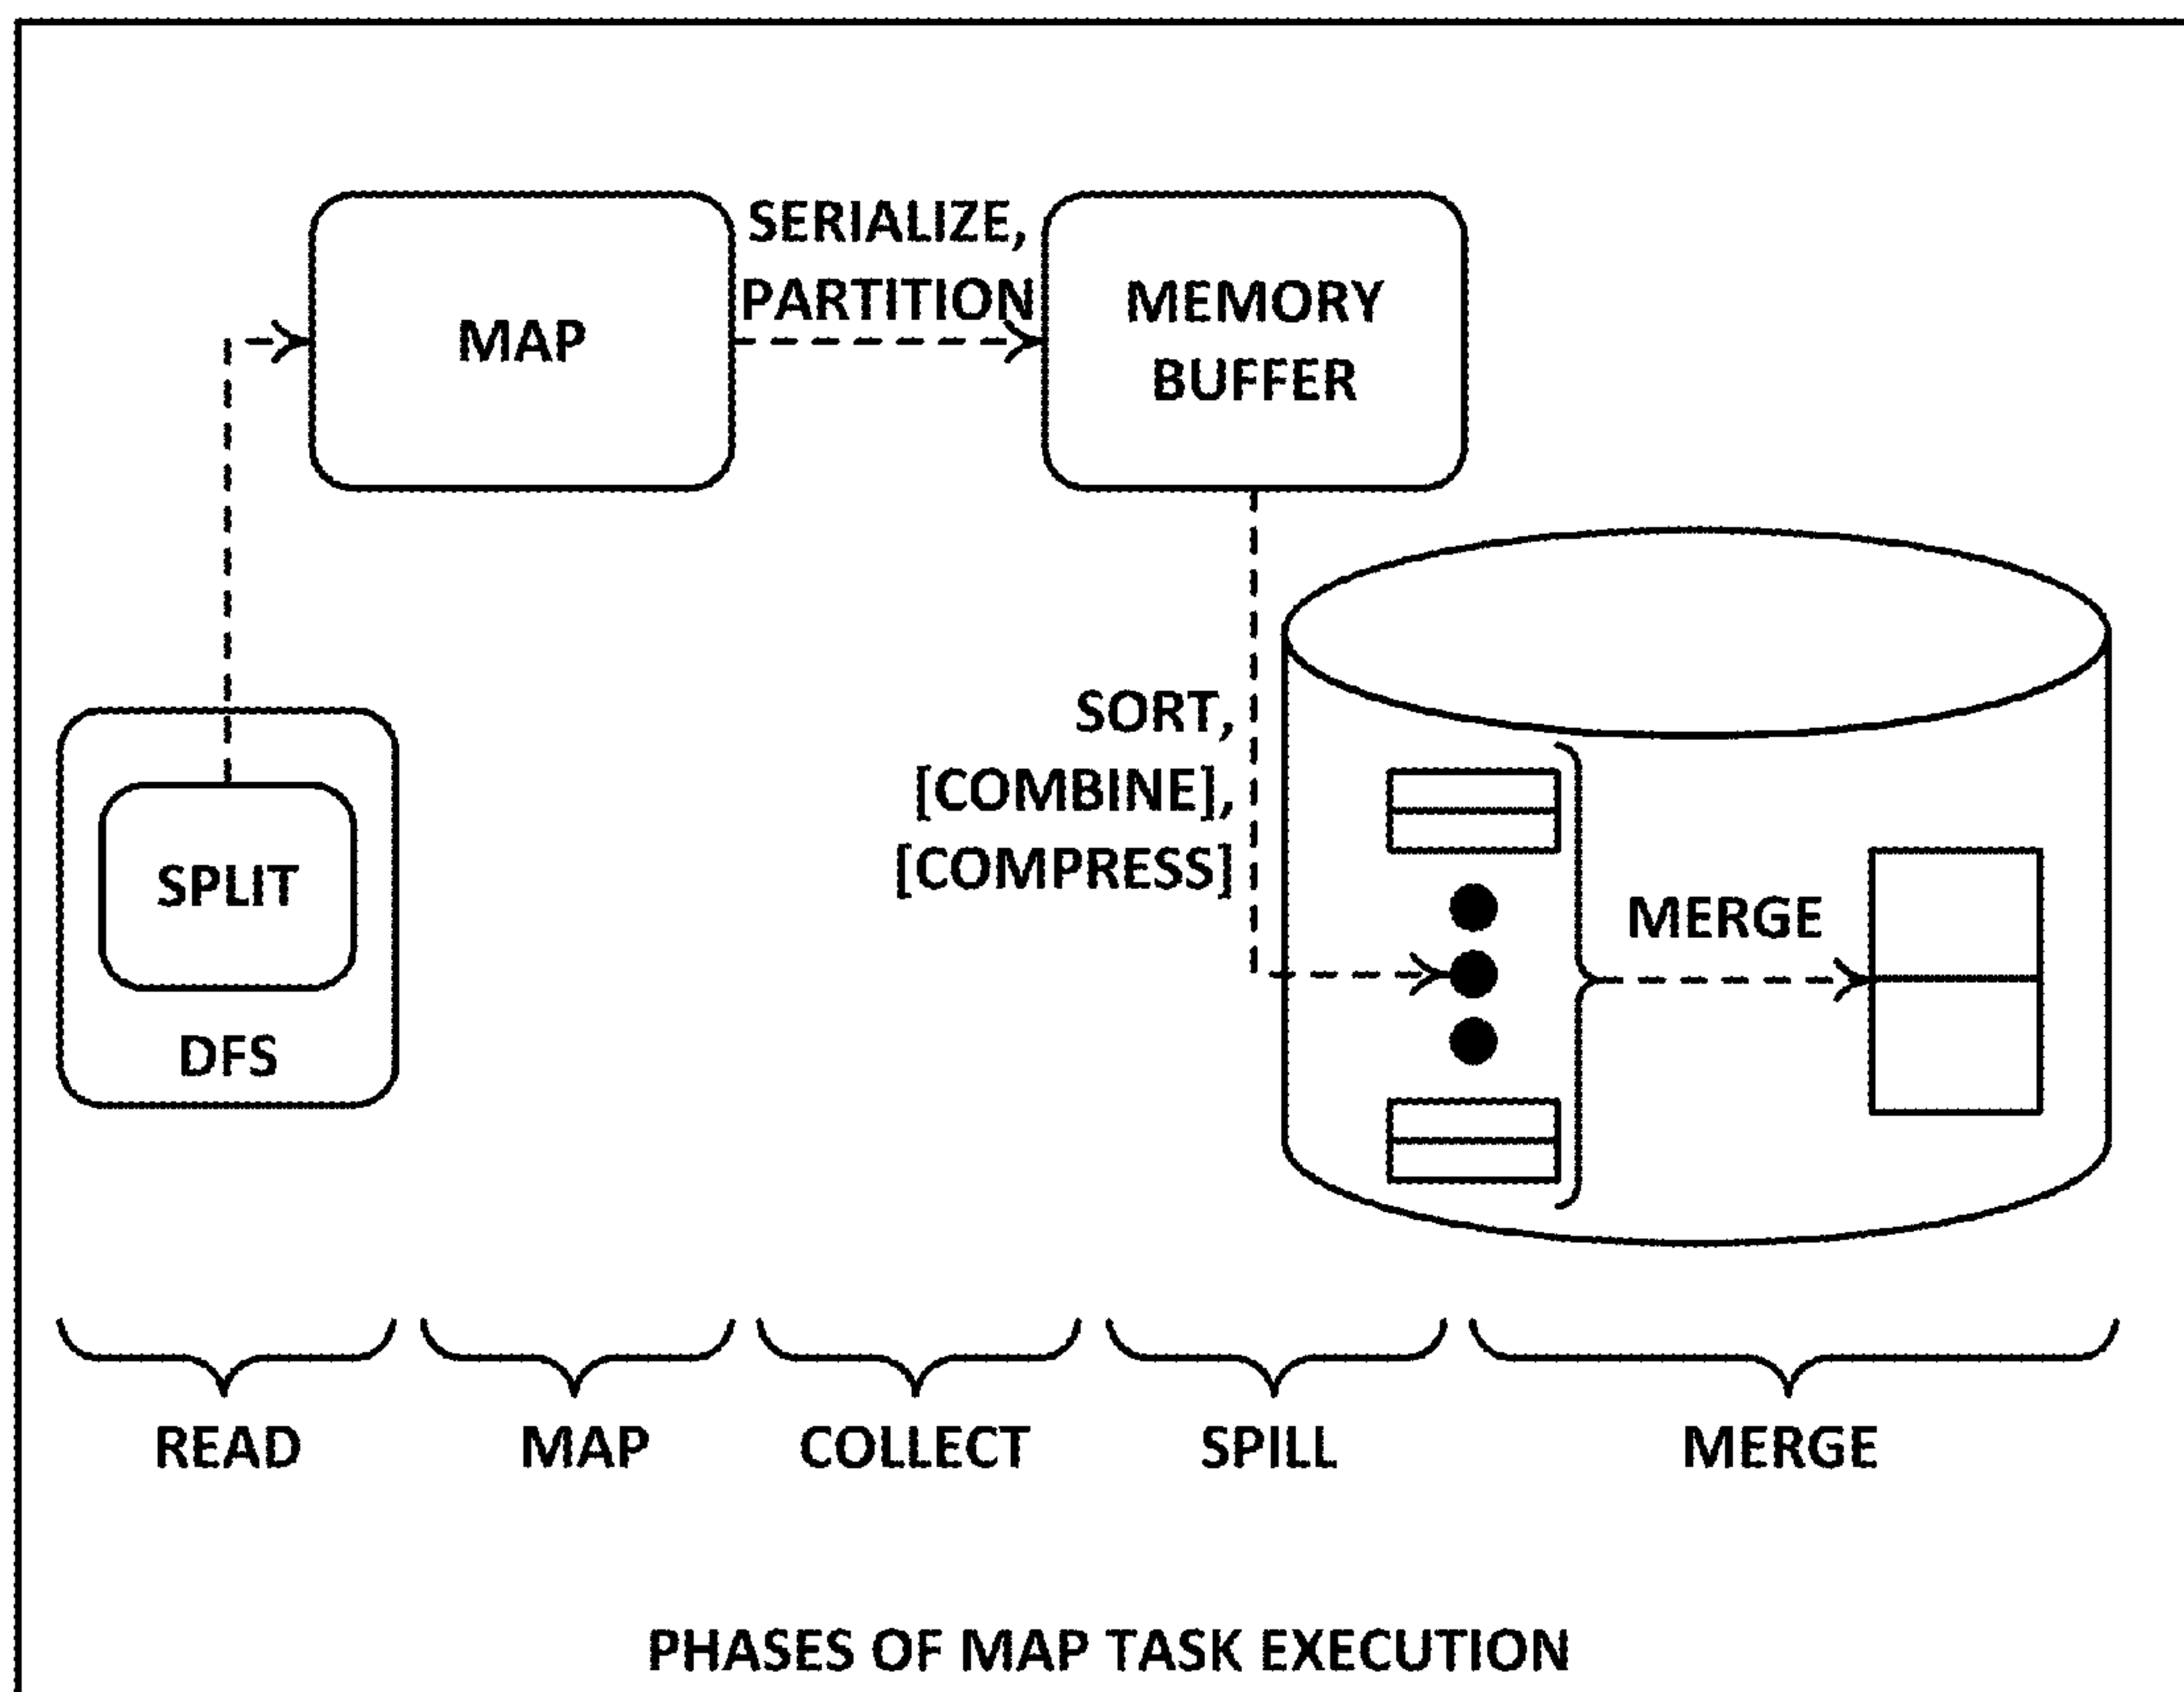 SERIALIZE,
PARTITION
MAP
MEMORY
BUFFER
SORT,
[COMBINE],
[COMPRESS]
SPLIT
DFS
MERGE
READ
MAP
COLLECT
SPILL
MERGE
PHASES OF MAP TASK EXECUTION